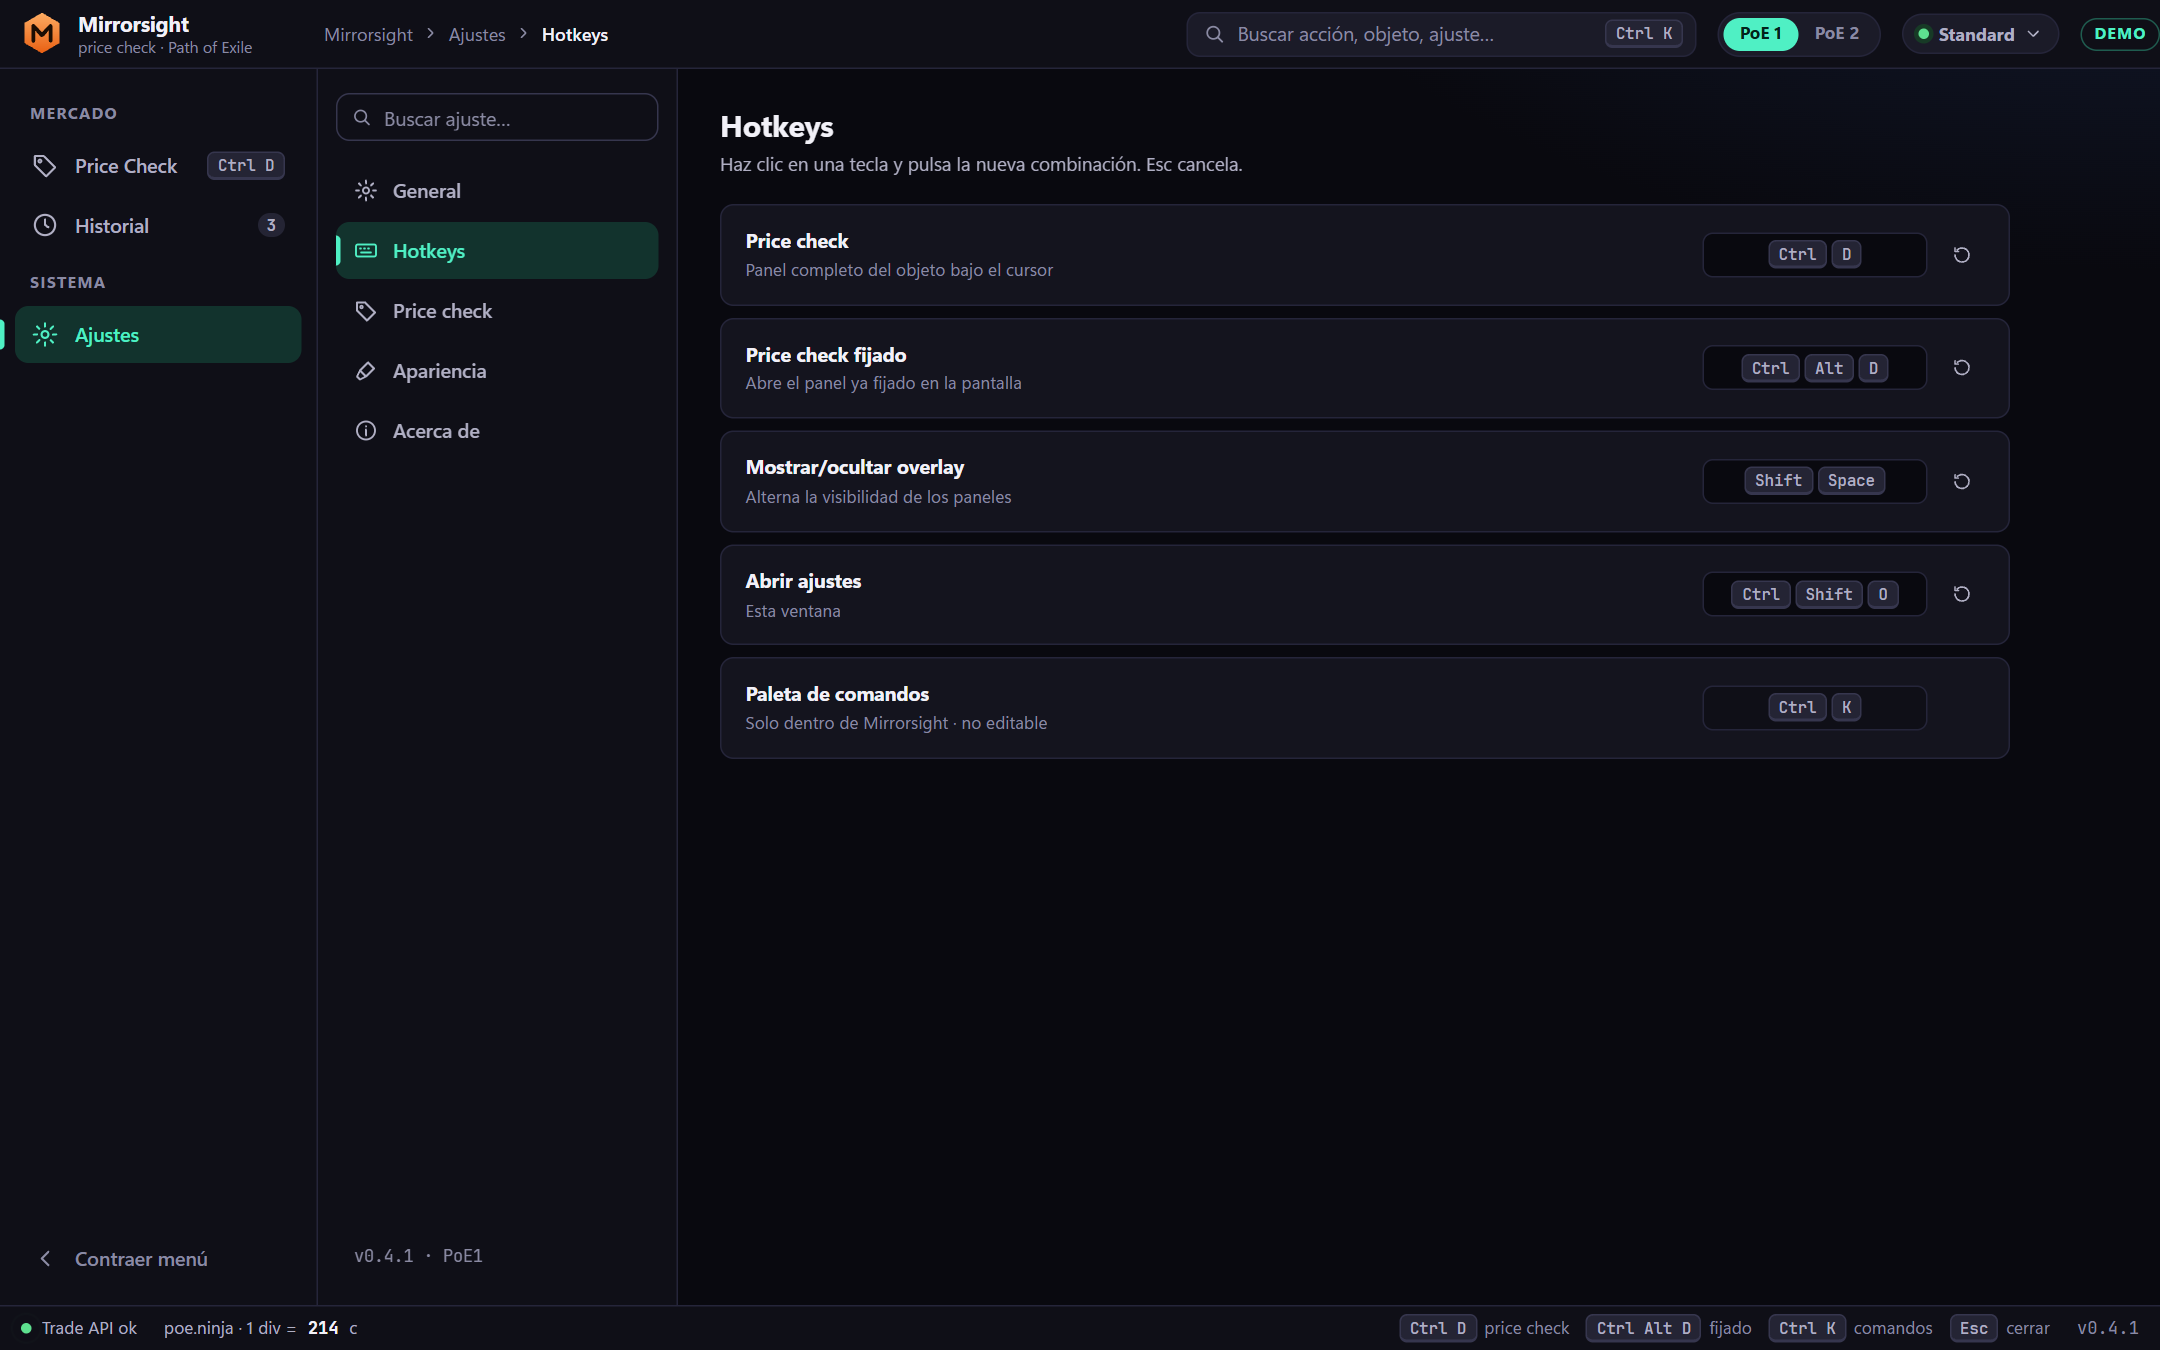 Mirrorsight
price check · Path of Exile
Mirrorsight > Ajustes > Hotkeys
Buscar acción, objeto, ajuste... Ctrl K
PoE 1 PoE 2
Standard
DEMO
MERCADO
Price Check Ctrl D
Historial 3
SISTEMA
Ajustes
Contraer menú
Buscar ajuste...
General
Hotkeys
Price check
Apariencia
Acerca de
v0.4.1 · PoE1
Hotkeys
Haz clic en una tecla y pulsa la nueva combinación. Esc cancela.
Price check
Panel completo del objeto bajo el cursor
Ctrl D
Price check fijado
Abre el panel ya fijado en la pantalla
Ctrl Alt D
Mostrar/ocultar overlay
Alterna la visibilidad de los paneles
Shift Space
Abrir ajustes
Esta ventana
Ctrl Shift O
Paleta de comandos
Solo dentro de Mirrorsight · no editable
Ctrl K
Trade API ok poe.ninja · 1 div = 214 c
Ctrl D price check Ctrl Alt D fijado Ctrl K comandos Esc cerrar v0.4.1